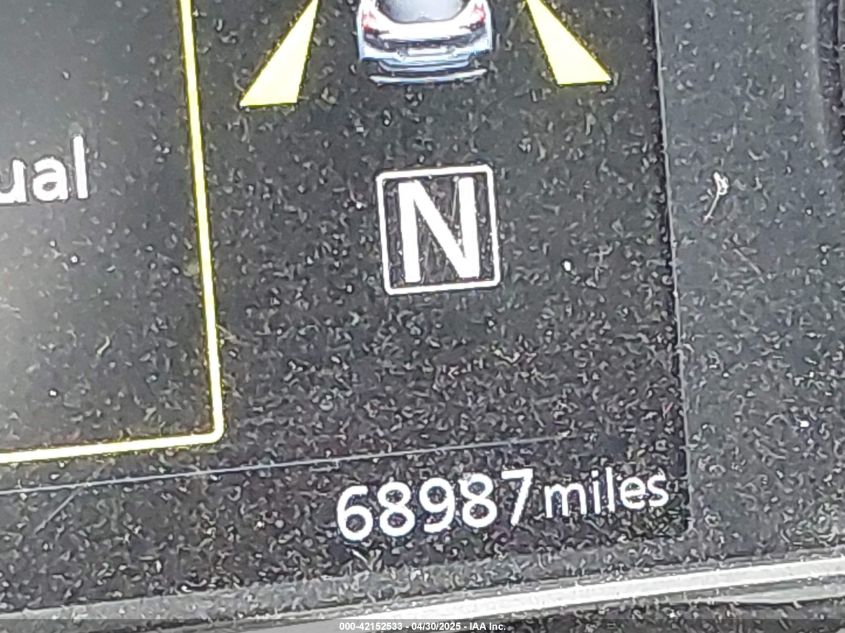 ual
N
68987miles
000-42152533 - 04/30/2025 - IAA Inc.